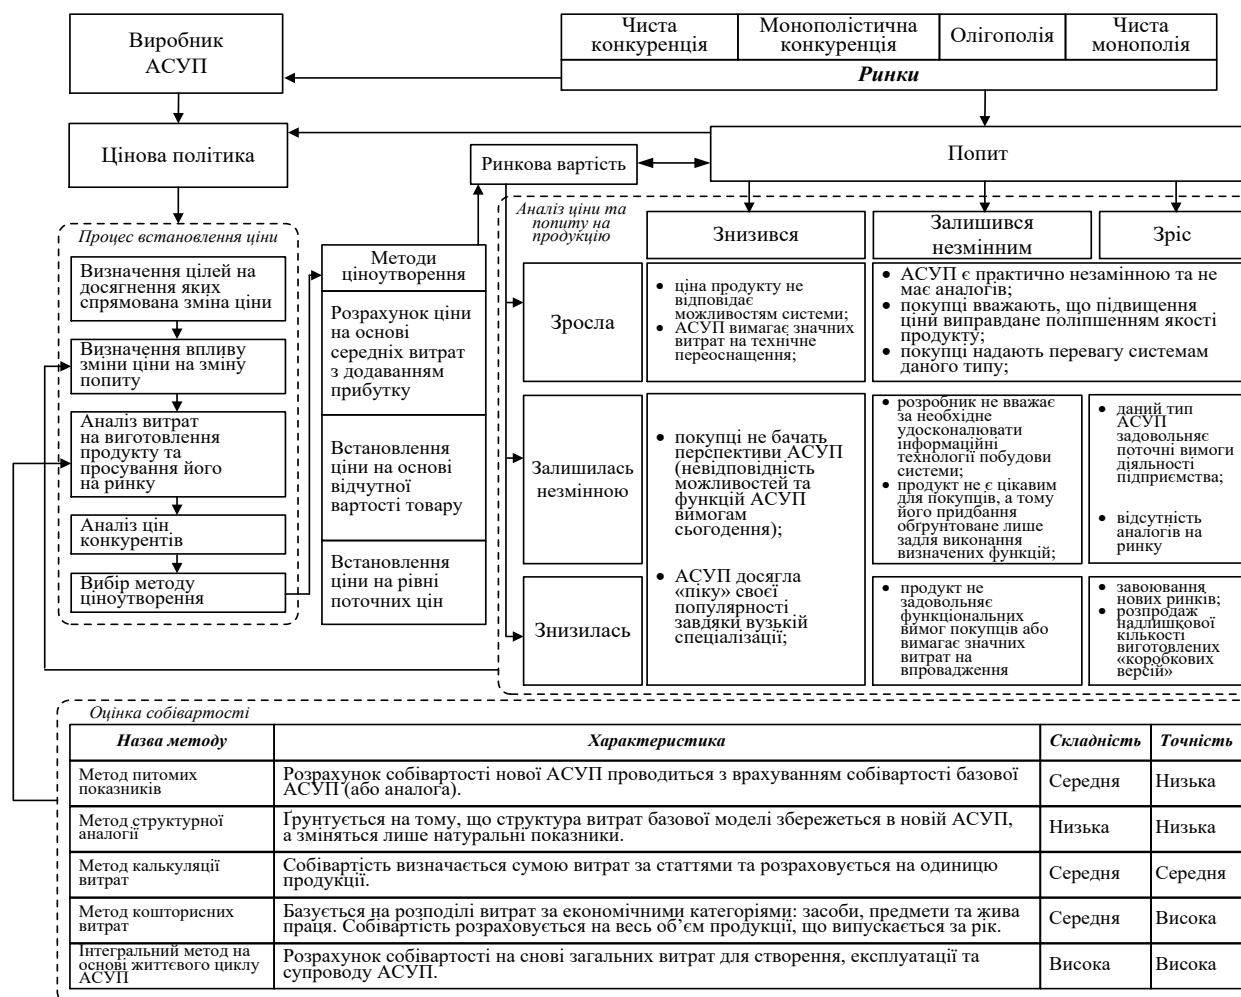 Виробник
АСУП
Чиста
конкуренція
Монополістична
конкуренція
Олігополія
Чиста
монополія
Ринки
Цінова політика
Ринкова вартість
Попит
Процес встановлення ціни
Визначення цілей на
досягнення яких
спрямована зміна ціни
Визначення впливу
зміни ціни на зміну
попиту
Аналіз витрат
на виготовлення
продукту та
просування його
на ринку
Аналіз цін
конкурентів
Вибір методу
ціноутворення
Методи
ціноутворення
Розрахунок ціни
на основі
середніх витрат
з додаванням
прибутку
Встановлення
ціни на основі
відчутної
вартості товару
Встановлення
ціни на рівні
поточних цін
Аналіз ціни та
попиту на
продукцію
Знизився
Залишився
незмінним
Зріс
Зросла
• ціна продукту не
відповідає
можливостям системи;
• АСУП вимагає значних
витрат на технічне
переоснащення;
• АСУП є практично незамінною та не
має аналогів;
• покупці вважають, що підвищення
ціни виправдане поліпшенням якості
продукту;
• покупці надають перевагу системам
даного типу;
Залишилась
незмінною
• покупці не бачать
перспективи АСУП
(невідповідність
можливостей та
функцій АСУП
вимогам
сьогодення);
• АСУП досягла
«піку» своєї
популярності
завдяки вузькій
спеціалізації;
• розробник не вважає
за необхідне
удосконалювати
інформаційні
технології побудови
системи;
• продукт не є цікавим
для покупців, а тому
його придбання
обґрунтоване лише
задля виконання
визначених функцій;
• даний тип
АСУП
задовольняє
поточні вимоги
діяльності
підприємства;
• відсутність
аналогів на
ринку
Знизилась
• продукт не
задовольняє
функціональних
вимог покупців або
вимагає значних
витрат на
впровадження
• завоювання
нових ринків;
• розпродаж
надлишкової
кількості
виготовлених
«коробкових
версій»
Оцінка собівартості
Назва методу
Характеристика
Складність
Точність
Метод питомих
показників
Розрахунок собівартості нової АСУП проводиться з врахуванням собівартості базової
АСУП (або аналога).
Середня
Низька
Метод структурної
аналогії
Ґрунтується на тому, що структура витрат базової моделі збережеться в новій АСУП,
а зміняться лише натуральні показники.
Низька
Низька
Метод калькуляції
витрат
Собівартість визначається сумою витрат за статтями та розраховується на одиницю
продукції.
Середня
Середня
Метод кошторисних
витрат
Базується на розподілі витрат за економічними категоріями: засоби, предмети та жива
праця. Собівартість розраховується на весь об’єм продукції, що випускається за рік.
Середня
Висока
Інтегральний метод на
основі життєвого циклу
АСУП
Розрахунок собівартості на снові загальних витрат для створення, експлуатації та
супроводу АСУП.
Висока
Висока